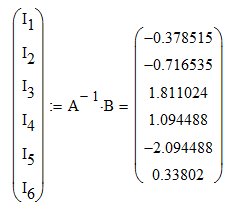 I1 -0.378515
I2 -0.716535
I3 1.811024
:= A^-1·B =
I4 1.094488
I5 -2.094488
I6 0.33802